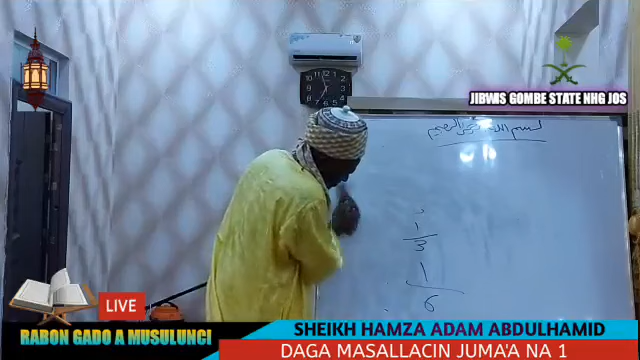 JIBWIS GOMBE STATE NHQ JOS
بسم الله الرحمن الرحيم
1
3
1
6
LIVE
RABON GADO A MUSULUNCI
SHEIKH HAMZA ADAM ABDULHAMID
DAGA MASALLACIN JUMA'A NA 1